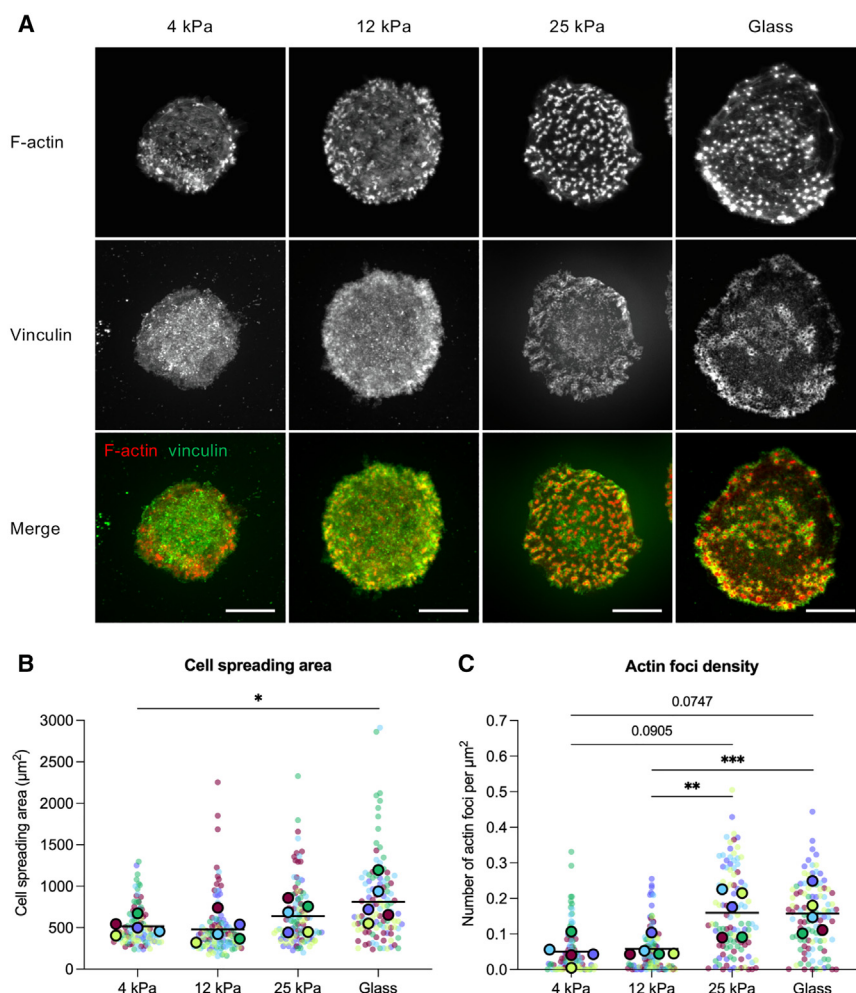 A
4 kPa 12 kPa 25 kPa Glass
F-actin
Vinculin
F-actin vinculin
Merge
B Cell spreading area
*
3000
2500
2000
1500
1000
500
0
Cell spreading area (μm²)
4 kPa 12 kPa 25 kPa Glass
C Actin foci density
0.0747
0.0905
***
**
0.7
0.6
0.5
0.4
0.3
0.2
0.1
0.0
Number of actin foci per μm²
4 kPa 12 kPa 25 kPa Glass